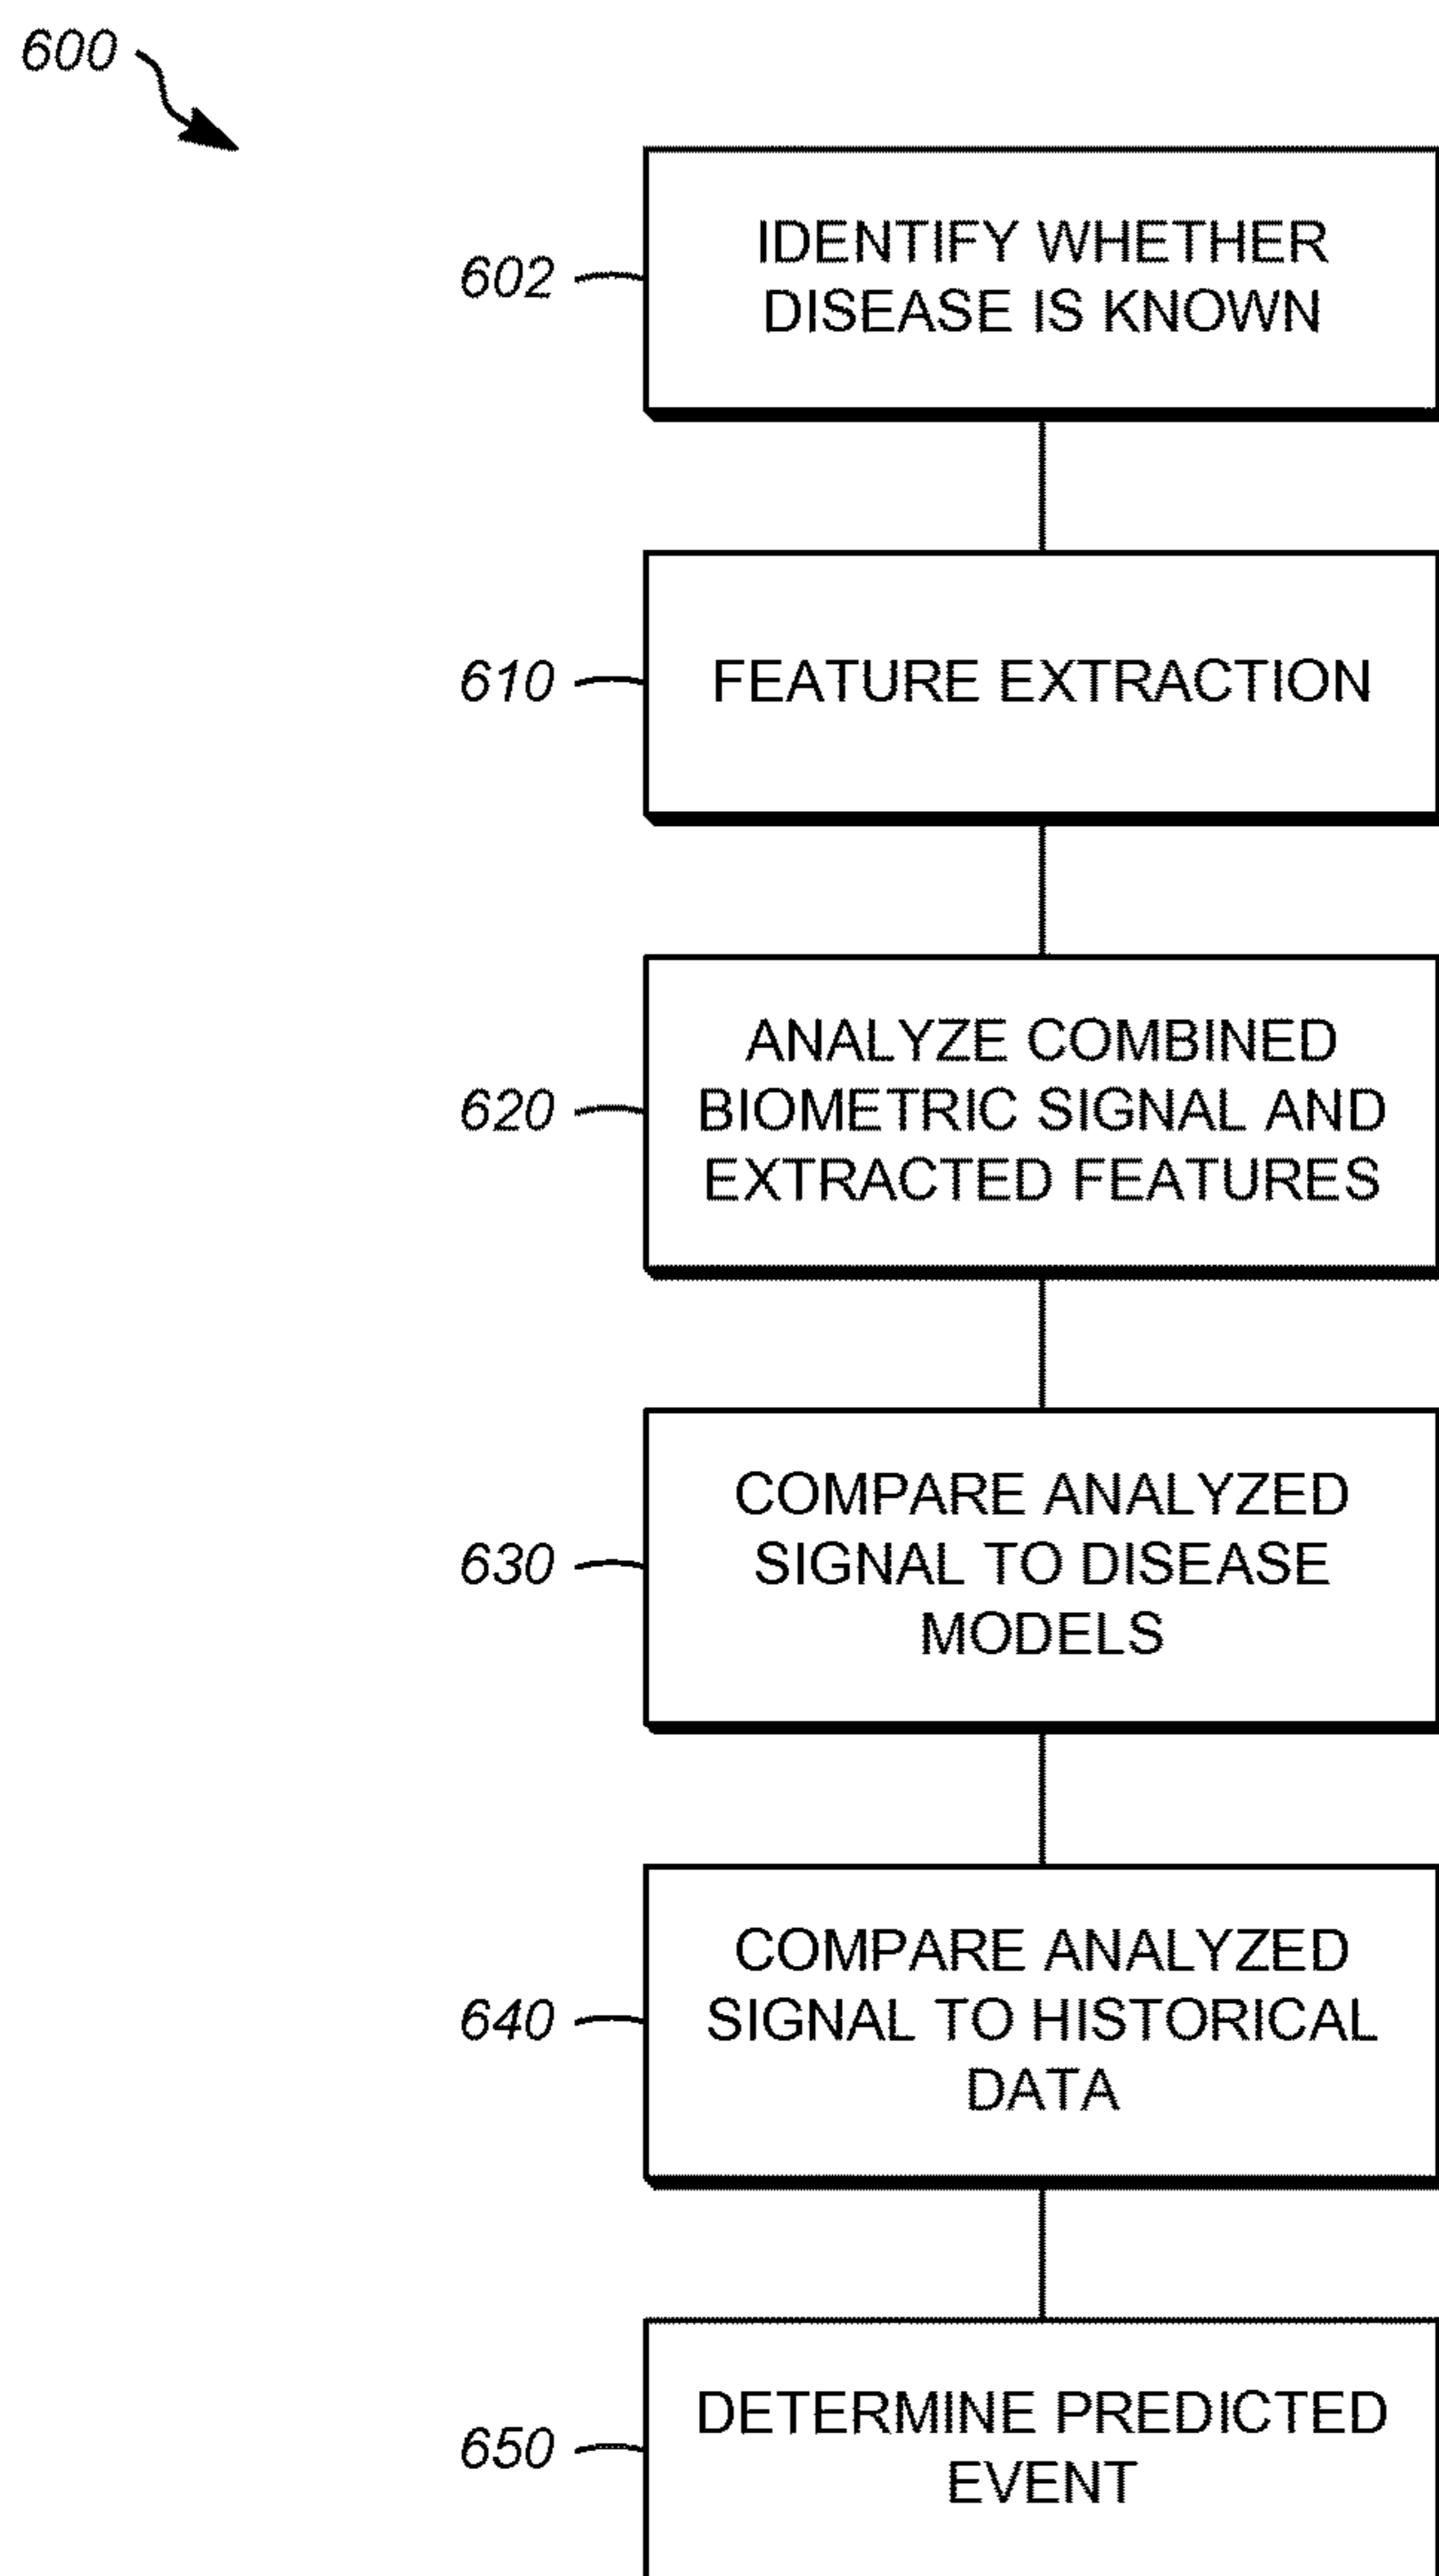 600
602
IDENTIFY WHETHER
DISEASE IS KNOWN
610
FEATURE EXTRACTION
620
ANALYZE COMBINED
BIOMETRIC SIGNAL AND
EXTRACTED FEATURES
630
COMPARE ANALYZED
SIGNAL TO DISEASE
MODELS
640
COMPARE ANALYZED
SIGNAL TO HISTORICAL
DATA
650
DETERMINE PREDICTED
EVENT